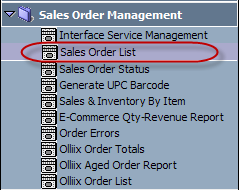 Sales Order Management
Interface Service Management
Sales Order List
Sales Order Status
Generate UPC Barcode
Sales & Inventory By Item
E-Commerce Qty-Revenue Report
Order Errors
Olliix Order Totals
Olliix Aged Order Report
Olliix Order List